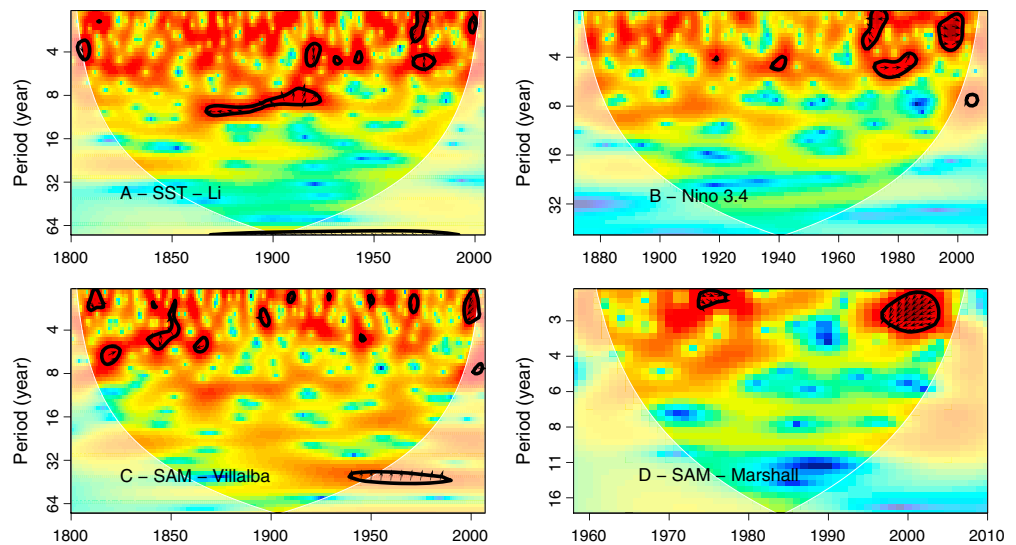 Period (year)
4
8
16
32
64
A – SST – Li
1800 1850 1900 1950 2000
Period (year)
4
8
16
32
B – Nino 3.4
1880 1900 1920 1940 1960 1980 2000
Period (year)
4
8
16
32
64
C – SAM – Villalba
1800 1850 1900 1950 2000
Period (year)
3
4
6
8
11
16
D – SAM – Marshall
1960 1970 1980 1990 2000 2010